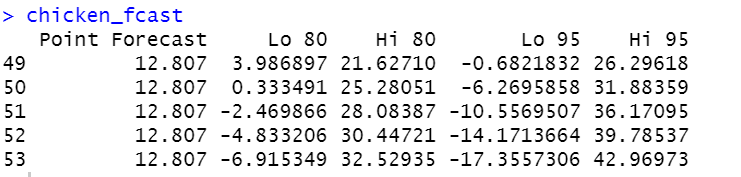 > chicken_fcast
Point Forecast Lo 80 Hi 80 Lo 95 Hi 95
49 12.807 3.986897 21.62710 -0.6821832 26.29618
50 12.807 0.333491 25.28051 -6.2695858 31.88359
51 12.807 -2.469866 28.08387 -10.5569507 36.17095
52 12.807 -4.833206 30.44721 -14.1713664 39.78537
53 12.807 -6.915349 32.52935 -17.3557306 42.96973